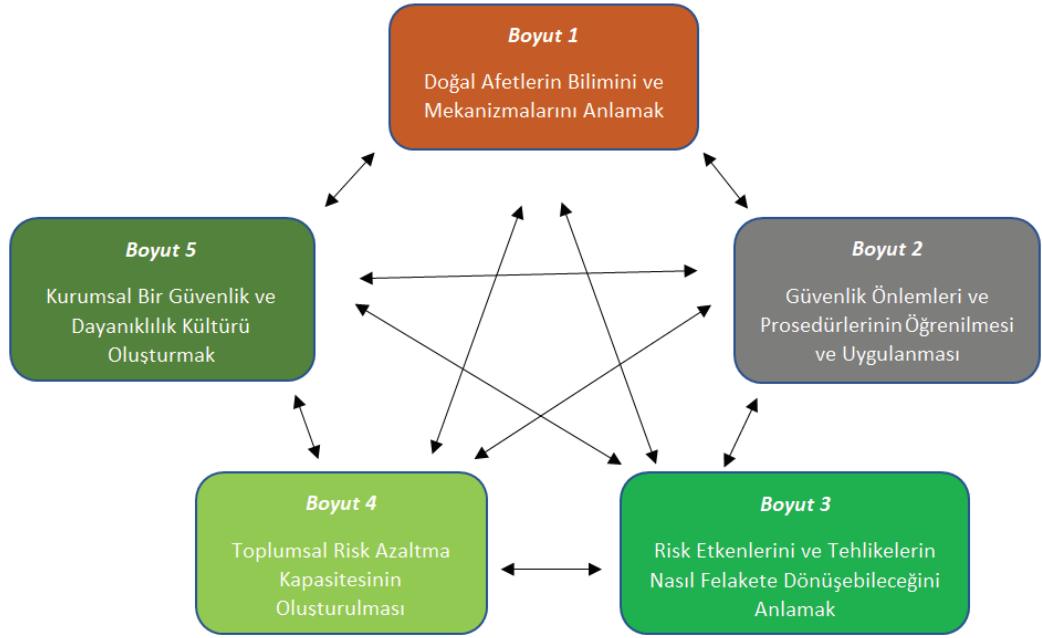 Boyut 1
Doğal Afetlerin Bilimini ve
Mekanizmalarını Anlamak
Boyut 5
Kurumsal Bir Güvenlik ve
Dayanıklılık Kültürü
Oluşturmak
Boyut 2
Güvenlik Önlemleri ve
Prosedürlerinin Öğrenilmesi
ve Uygulanması
Boyut 4
Toplumsal Risk Azaltma
Kapasitesinin
Oluşturulması
Boyut 3
Risk Etkenlerini ve Tehlikelerin
Nasıl Felakete Dönüşebileceğini
Anlamak